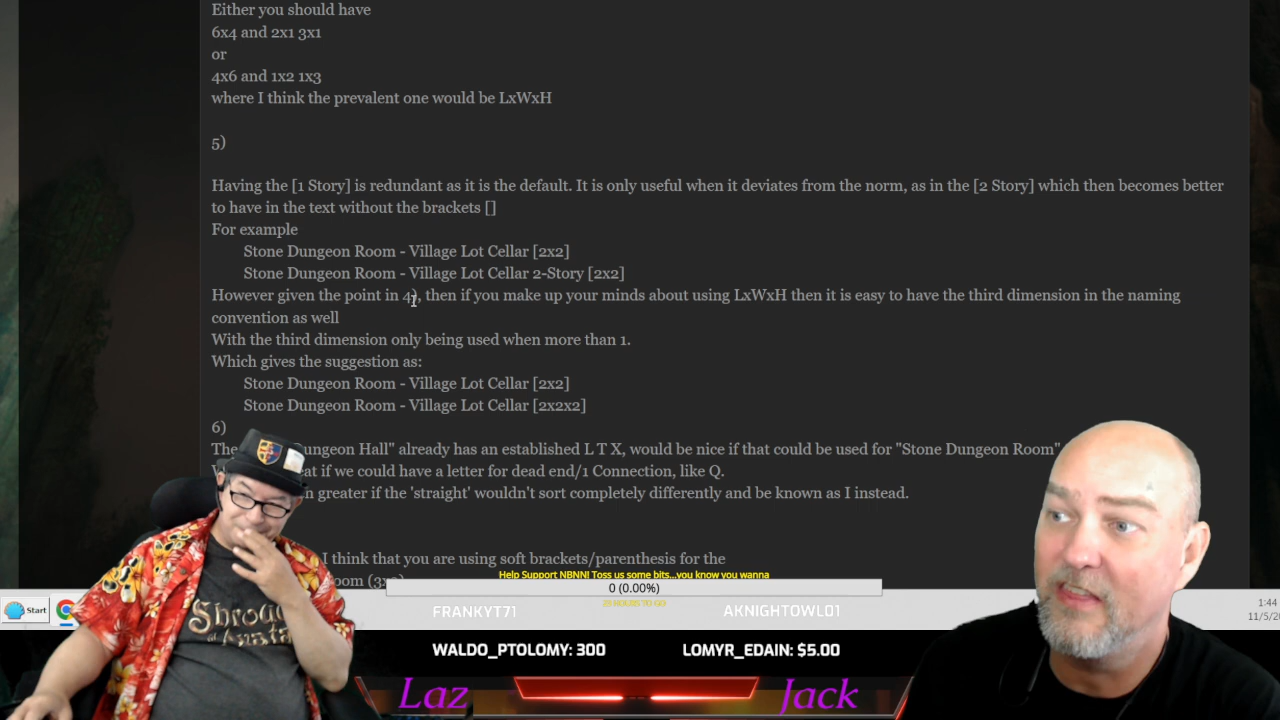 Either you should have
6x4 and 2x1 3x1
or
4x6 and 1x2 1x3
where I think the prevalent one would be LxWxH
5)
Having the [1 Story] is redundant as it is the default. It is only useful when it deviates from the norm, as in the [2 Story] which then becomes better
to have in the text without the brackets []
For example
Stone Dungeon Room - Village Lot Cellar [2x2]
Stone Dungeon Room - Village Lot Cellar 2-Story [2x2]
However given the point in 4), then if you make up your minds about using LxWxH then it is easy to have the third dimension in the naming
convention as well
With the third dimension only being used when more than 1.
Which gives the suggestion as:
Stone Dungeon Room - Village Lot Cellar [2x2]
Stone Dungeon Room - Village Lot Cellar [2x2x2]
6)
The Dungeon Hall" already has an established L T X, would be nice if that could be used for "Stone Dungeon Room"
if we could have a letter for dead end/1 Connection, like Q.
greater if the 'straight' wouldn't sort completely differently and be known as I instead.
I think that you are using soft brackets/parenthesis for the
Help Support NBNN! Toss us some bits...you know you wanna
0 (0.00%)
Start
1:44
FRANKYT71
AKNIGHTOWL01
11/5/2
WALDO_PTOLOMY: 300
LOMYR_EDAIN: $5.00
Laz
Jack